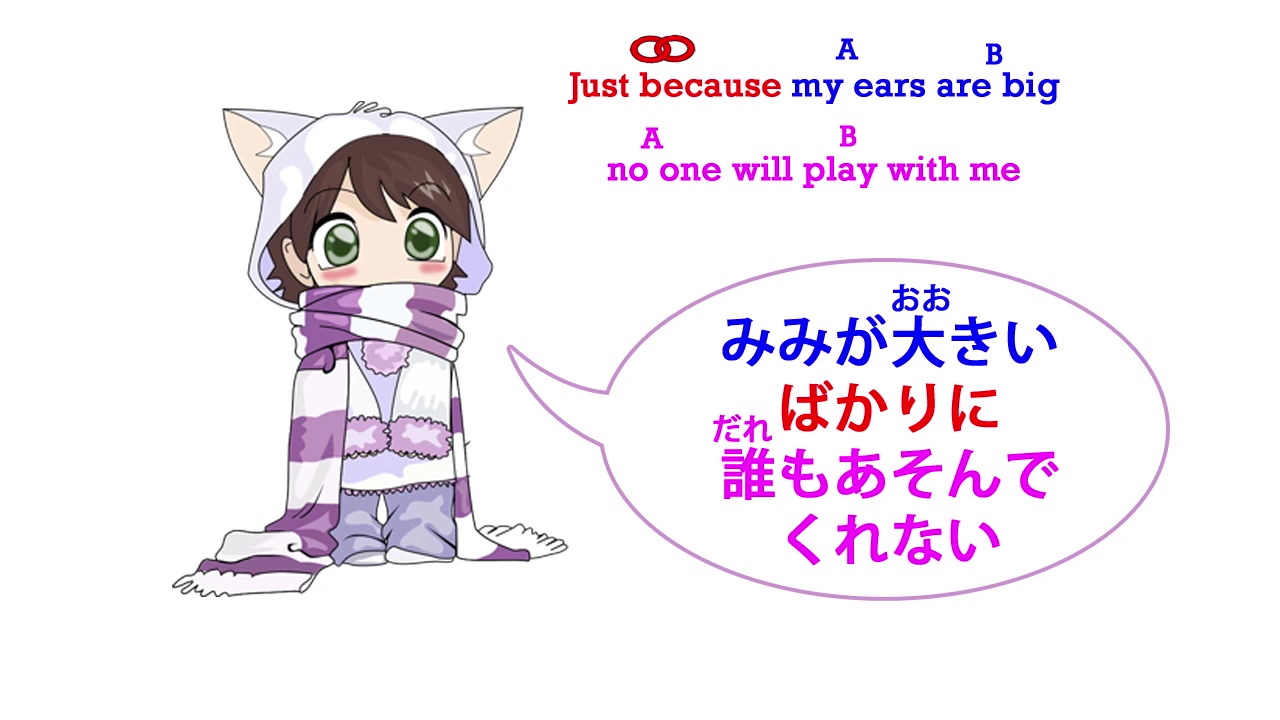 A B
Just because my ears are big
A B
no one will play with me
おお
みみが大きい
ばかりに
だれ
誰もあそんで
くれない